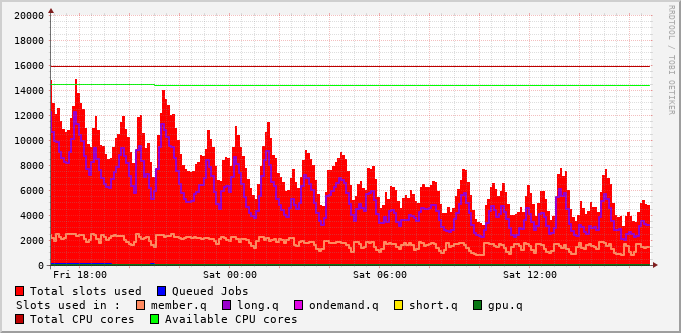 20000
18000
16000
14000
12000
10000
8000
6000
4000
2000
0
Fri 18:00 Sat 00:00 Sat 06:00 Sat 12:00
RRDTOOL / TOBI OETIKER
Total slots used Queued Jobs
Slots used in : member.q long.q ondemand.q short.q gpu.q
Total CPU cores Available CPU cores